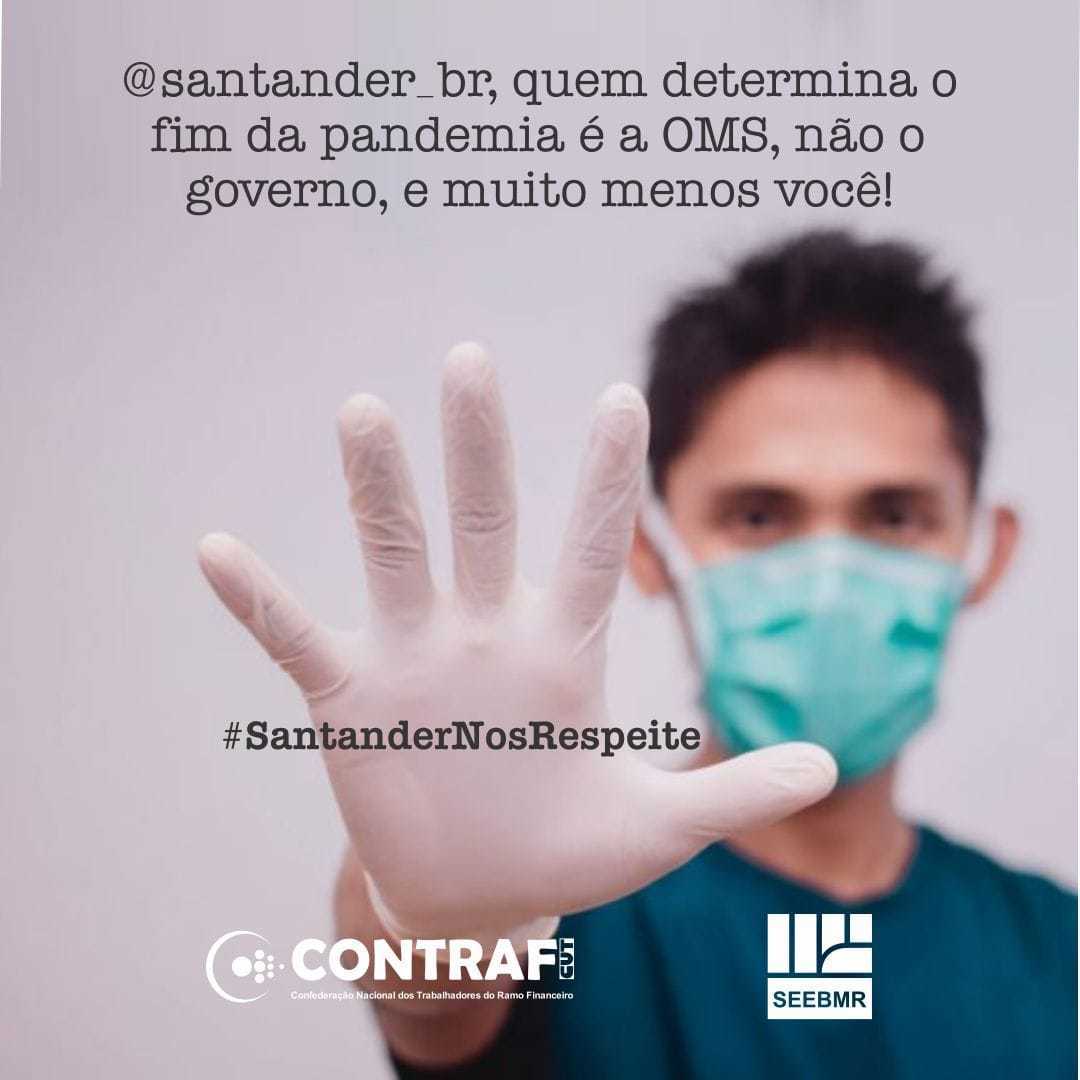 @santander_br, quem determina o
fim da pandemia é a OMS, não o
governo, e muito menos você!
#SantanderNosRespeite
CONTRAF CUT
Confederação Nacional dos Trabalhadores do Ramo Financeiro
SEEBMR